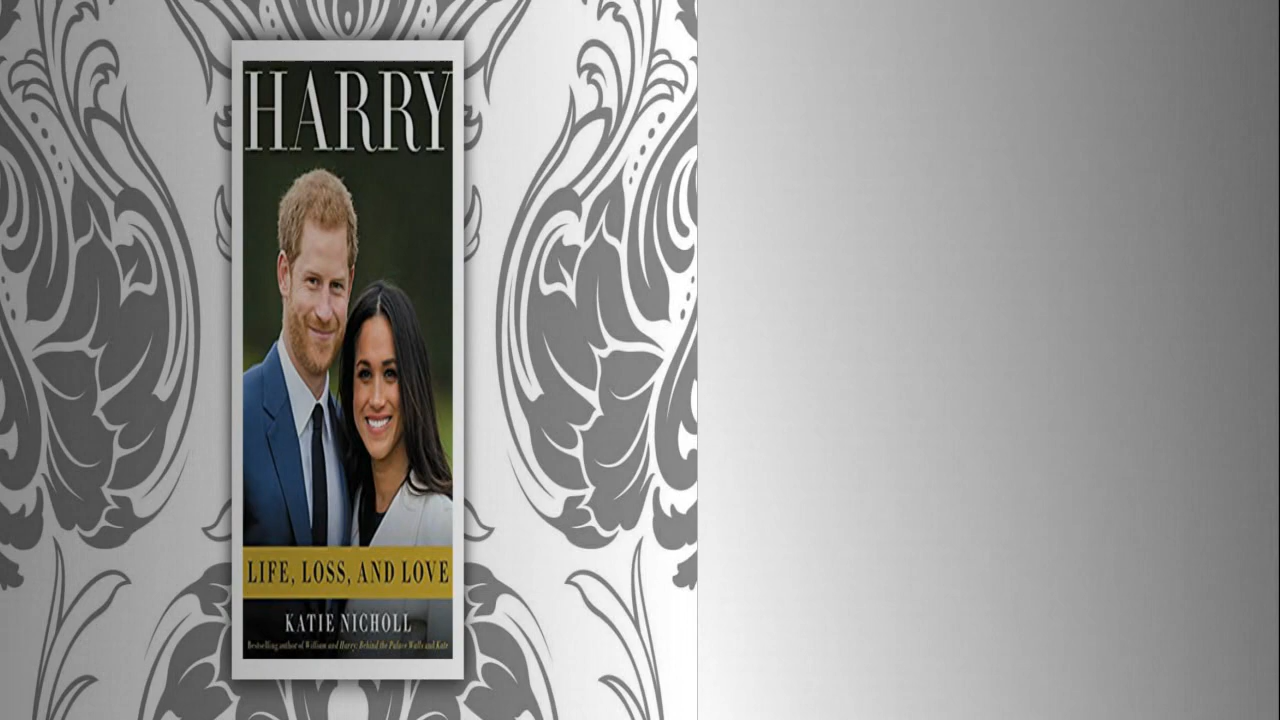 HARRY
LIFE, LOSS, AND LOVE
KATIE NICHOLL
Bestselling author of William and Harry: Behind the Palace Walls and Kate